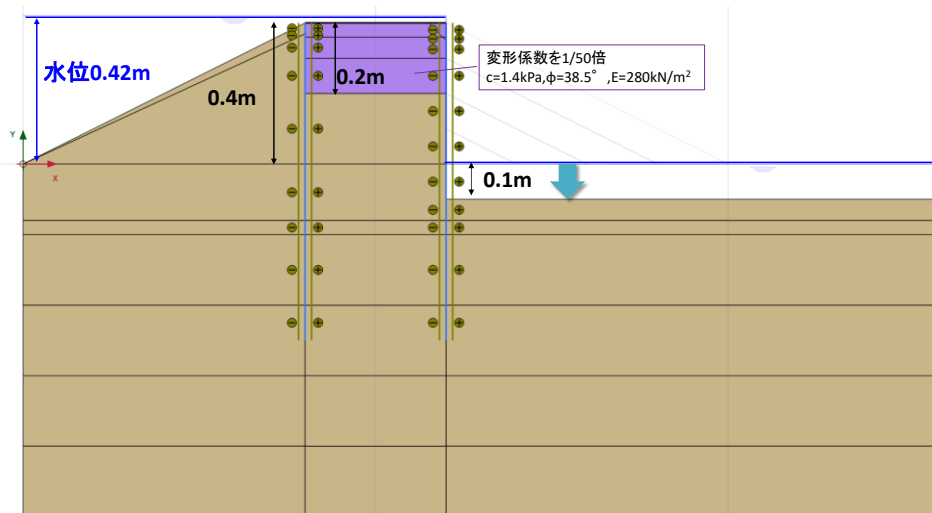 水位0.42m
0.4m
0.2m
変形係数を1/50倍
c=1.4kPa,ϕ=38.5° ,E=280kN/m²
0.1m
Y
X